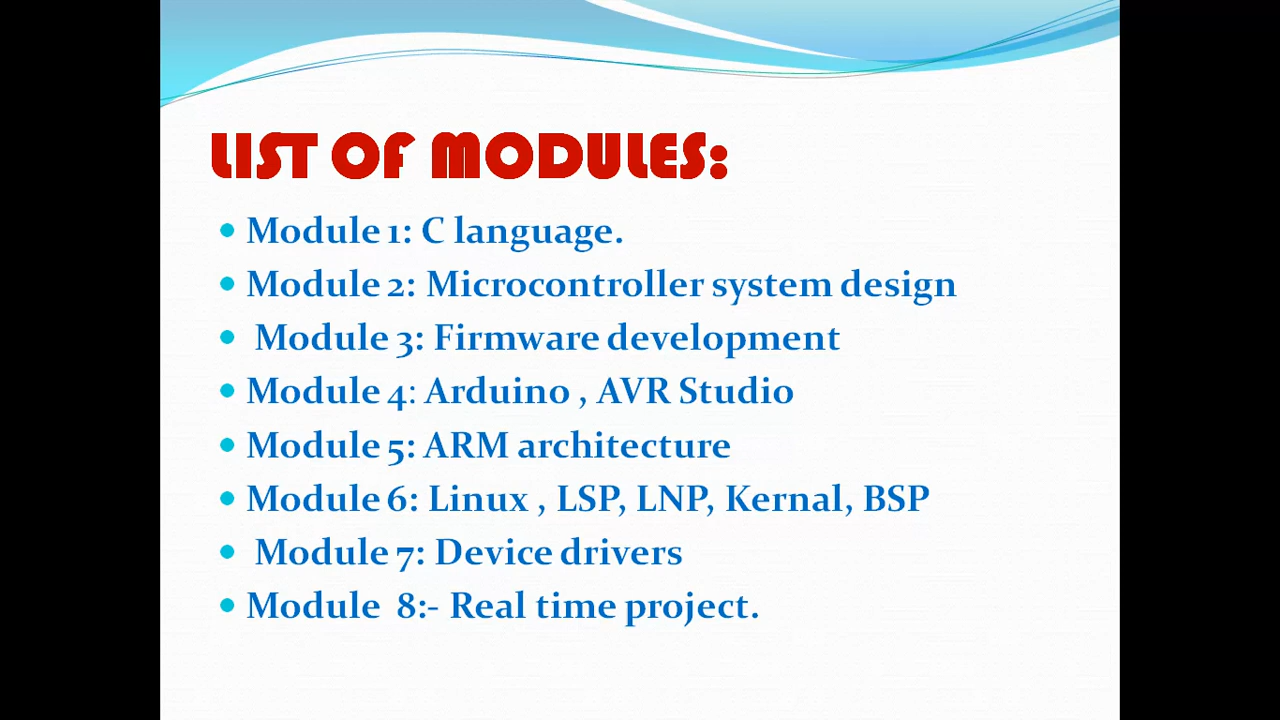 LIST OF MODULES:
• Module 1: C language.
• Module 2: Microcontroller system design
• Module 3: Firmware development
• Module 4: Arduino , AVR Studio
• Module 5: ARM architecture
• Module 6: Linux , LSP, LNP, Kernal, BSP
• Module 7: Device drivers
• Module 8:- Real time project.